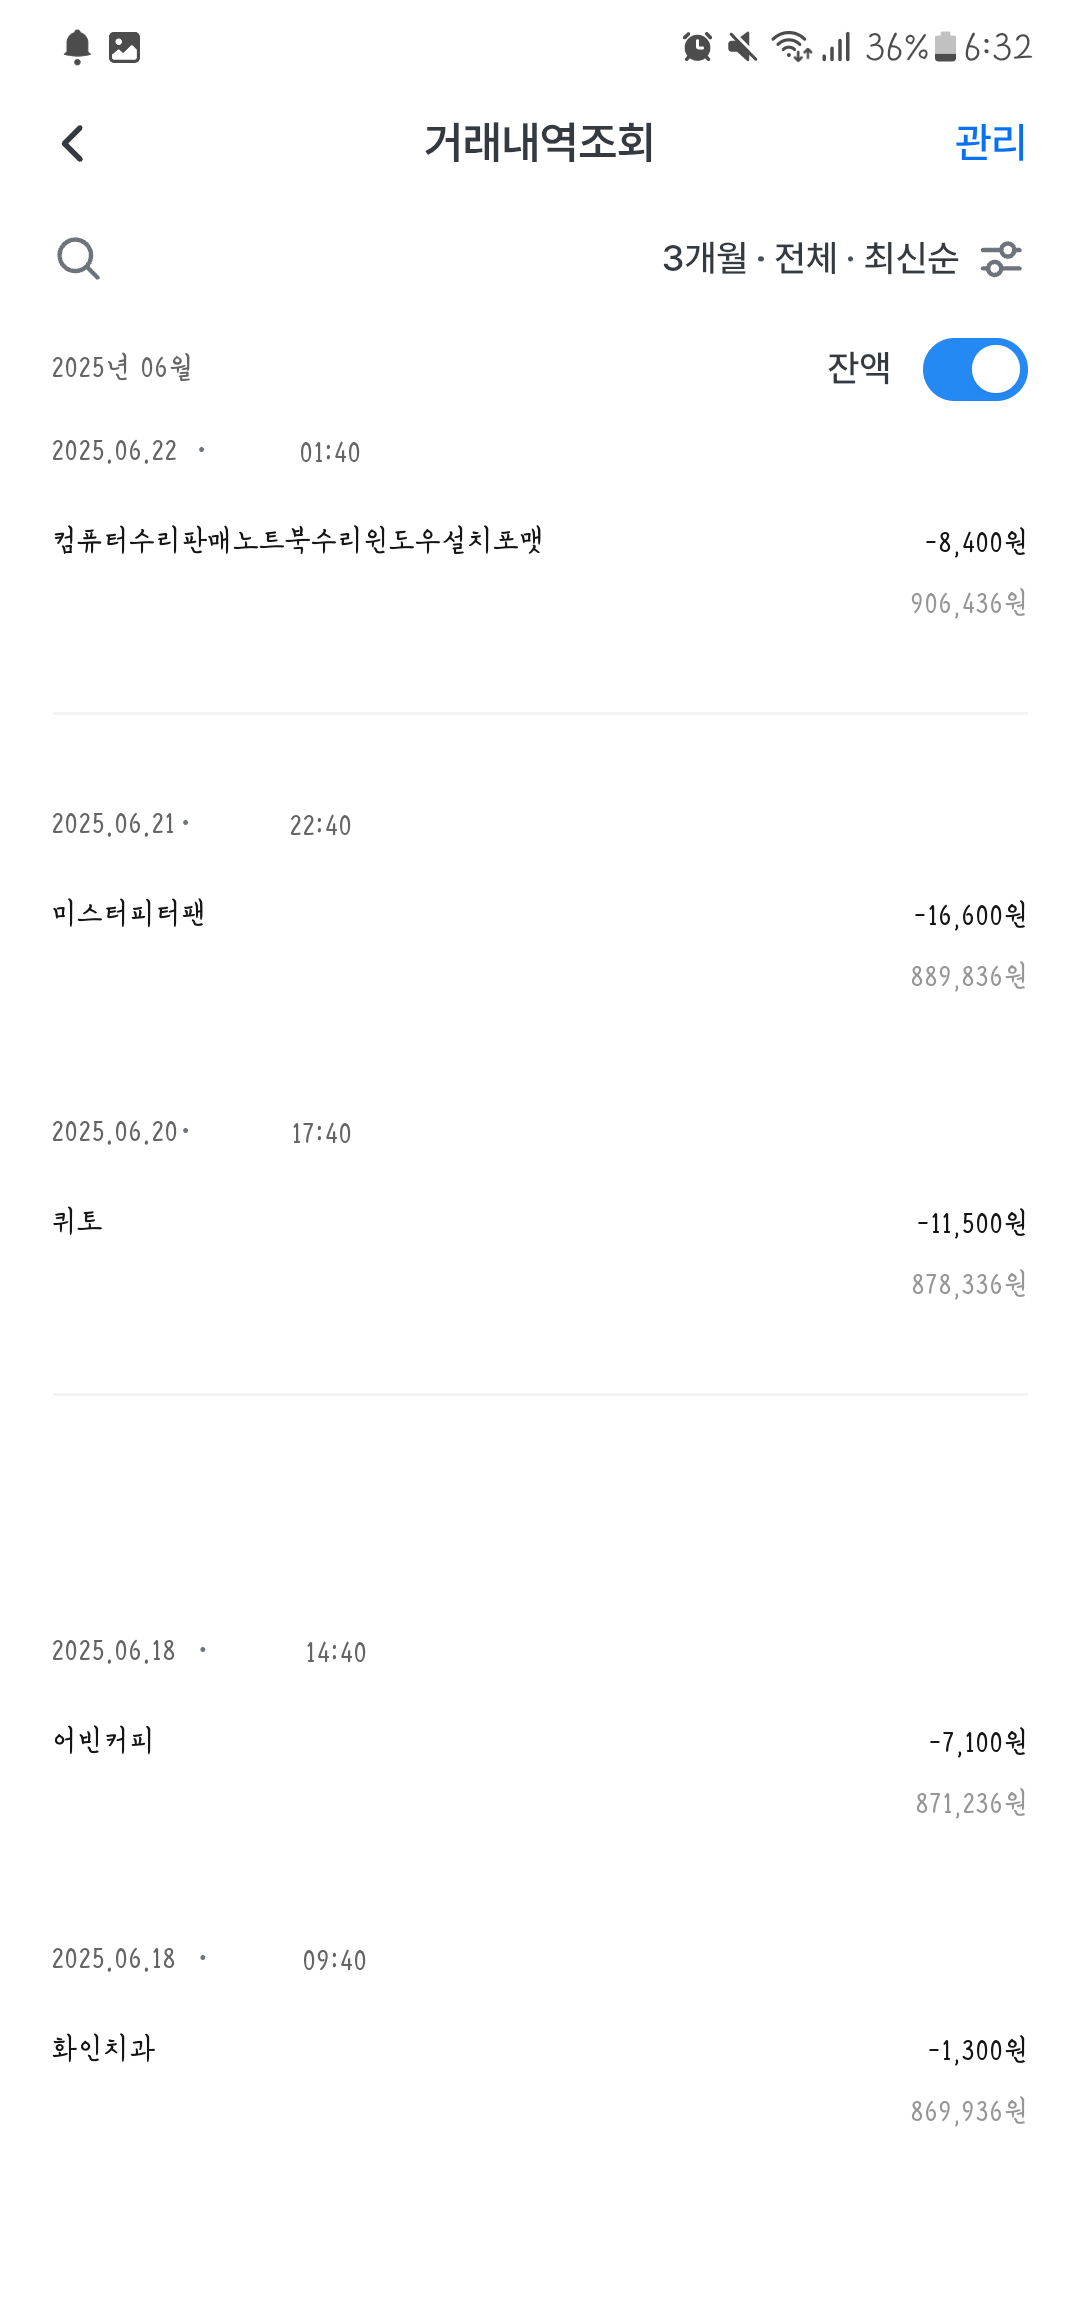 36% 6:32
거래내역조회 관리
3개월 · 전체 · 최신순
2025년 06월 잔액
2025.06.22 · 01:40
컴퓨터수리판매노트북수리윈도우설치포맷 -8,400원
906,436원
2025.06.21 · 22:40
미스터피터팬 -16,600원
889,836원
2025.06.20 · 17:40
퀴토 -11,500원
878,336원
2025.06.18 · 14:40
어빈커피 -7,100원
871,236원
2025.06.18 · 09:40
화인치과 -1,300원
869,936원